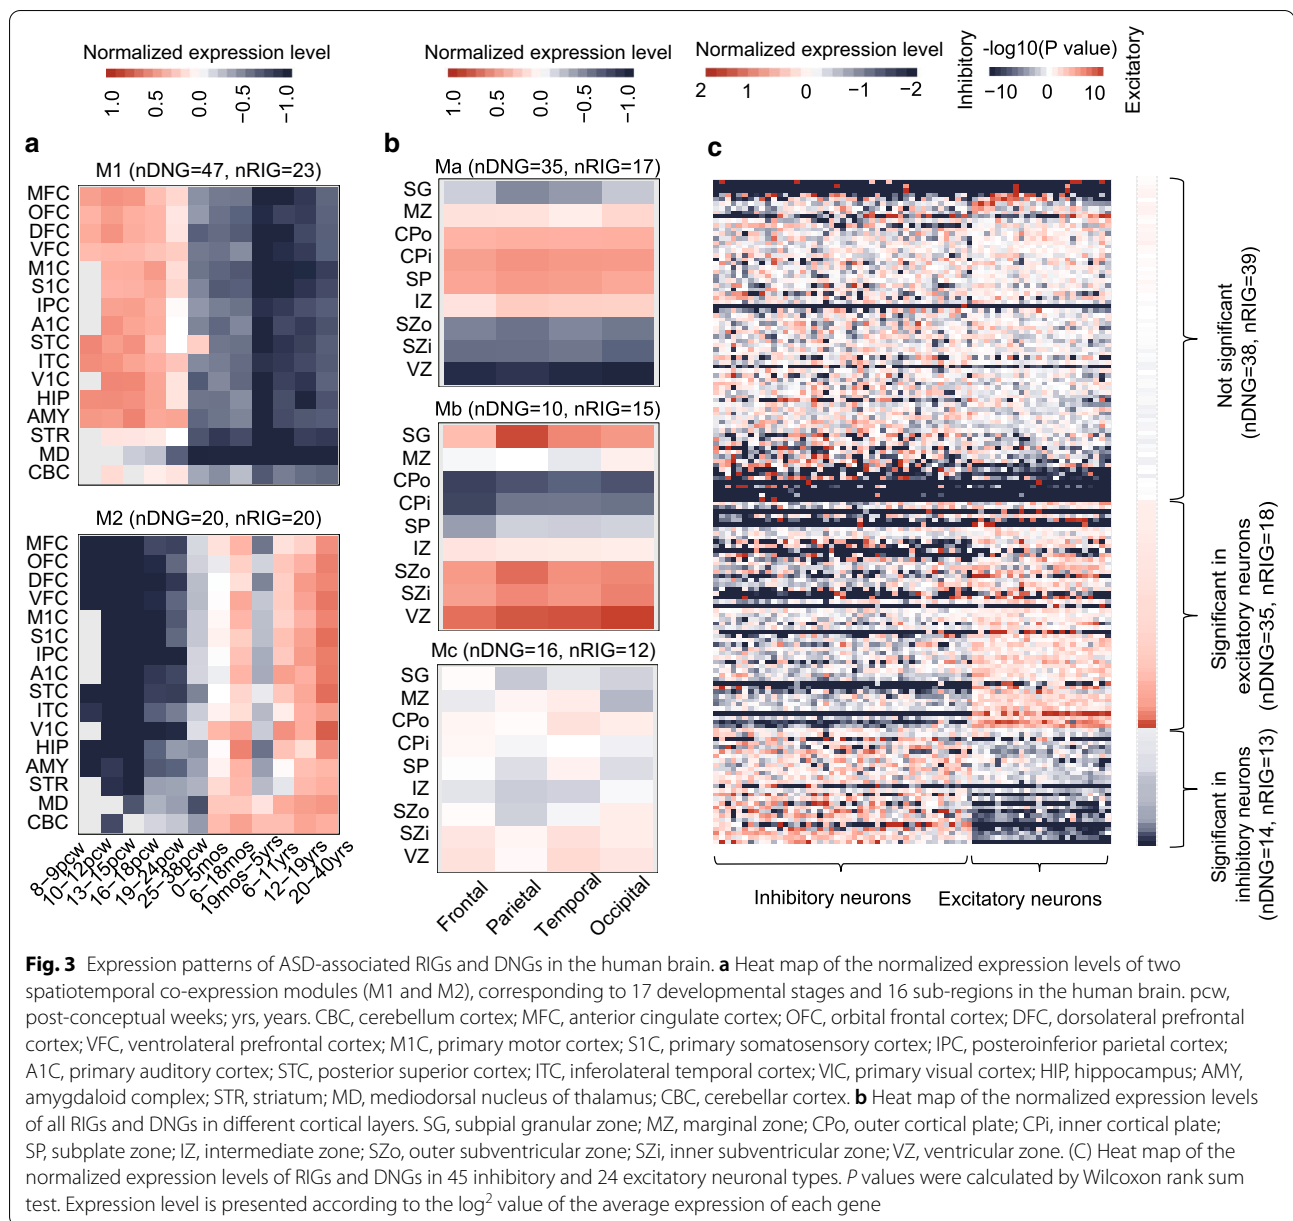 Normalized expression level
1.0 0.5 0.0 −0.5 −1.0
Normalized expression level
1.0 0.5 0.0 −0.5 −1.0
Normalized expression level
2 1 0 −1 −2
Inhibitory
-log10(P value)
−10 0 10
Excitatory
a
M1 (nDNG=47, nRIG=23)
MFC
OFC
DFC
VFC
M1C
S1C
IPC
A1C
STC
ITC
V1C
HIP
AMY
STR
MD
CBC
M2 (nDNG=20, nRIG=20)
MFC
OFC
DFC
VFC
M1C
S1C
IPC
A1C
STC
ITC
V1C
HIP
AMY
STR
MD
CBC
8−9pcw
10−12pcw
13−15pcw
16−18pcw
19−24pcw
25−38pcw
0−5mos
6−18mos
19mos−5yrs
6−11yrs
12−19yrs
20−40yrs
b
Ma (nDNG=35, nRIG=17)
SG
MZ
CPo
CPi
SP
IZ
SZo
SZi
VZ
Mb (nDNG=10, nRIG=15)
SG
MZ
CPo
CPi
SP
IZ
SZo
SZi
VZ
Mc (nDNG=16, nRIG=12)
SG
MZ
CPo
CPi
SP
IZ
SZo
SZi
VZ
Frontal
Parietal
Temporal
Occipital
c
Not significant
(nDNG=38, nRIG=39)
Significant in
excitatory neurons
(nDNG=35, nRIG=18)
Significant in
inhibitory neurons
(nDNG=14, nRIG=13)
Inhibitory neurons
Excitatory neurons
Fig. 3 Expression patterns of ASD-associated RIGs and DNGs in the human brain. a Heat map of the normalized expression levels of two
spatiotemporal co-expression modules (M1 and M2), corresponding to 17 developmental stages and 16 sub-regions in the human brain. pcw,
post-conceptual weeks; yrs, years. CBC, cerebellum cortex; MFC, anterior cingulate cortex; OFC, orbital frontal cortex; DFC, dorsolateral prefrontal
cortex; VFC, ventrolateral prefrontal cortex; M1C, primary motor cortex; S1C, primary somatosensory cortex; IPC, posteroinferior parietal cortex;
A1C, primary auditory cortex; STC, posterior superior cortex; ITC, inferolateral temporal cortex; VIC, primary visual cortex; HIP, hippocampus; AMY,
amygdaloid complex; STR, striatum; MD, mediodorsal nucleus of thalamus; CBC, cerebellar cortex. b Heat map of the normalized expression levels
of all RIGs and DNGs in different cortical layers. SG, subpial granular zone; MZ, marginal zone; CPo, outer cortical plate; CPi, inner cortical plate;
SP, subplate zone; IZ, intermediate zone; SZo, outer subventricular zone; SZi, inner subventricular zone; VZ, ventricular zone. (C) Heat map of the
normalized expression levels of RIGs and DNGs in 45 inhibitory and 24 excitatory neuronal types. P values were calculated by Wilcoxon rank sum
test. Expression level is presented according to the log² value of the average expression of each gene